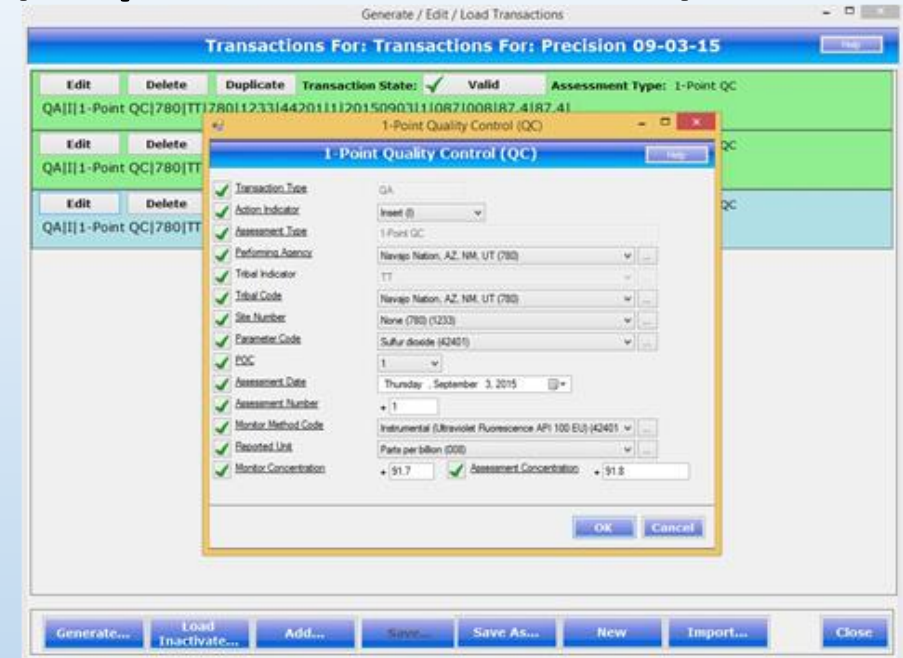 Generate / Edit / Load Transactions
Transactions For: Transactions For: Precision 09-03-15
Help
Edit Delete Duplicate Transaction State: Valid Assessment Type: 1-Point QC
QA|I|1-Point QC|780|TT|780|1233|44201|1|20150903|1|087|008|87.4|87.4|
1-Point Quality Control (QC)
Edit Delete QC
1-Point Quality Control (QC) Help
QA|I|1-Point QC|780|TT
Transaction Type QA
Edit Delete QC
Action Indicator Insert (I)
QA|I|1-Point QC|780|TT
Assessment Type 1-Point QC
Performing Agency Navajo Nation, AZ, NM, UT (780) ...
Tribal Indicator TT
Tribal Code Navajo Nation, AZ, NM, UT (780) ...
Site Number None (780) (1233) ...
Parameter Code Sulfur dioxide (42401) ...
POC 1
Assessment Date Thursday , September 3, 2015
Assessment Number 1
Monitor Method Code Instrumental (Ultraviolet Fluorescence API 100 EU) (42401 ...
Reported Unit Parts per billion (008) ...
Monitor Concentration 91.7 Assessment Concentration 91.8
OK Cancel
Generate... Load Inactivate... Add... Save... Save As... New Import... Close